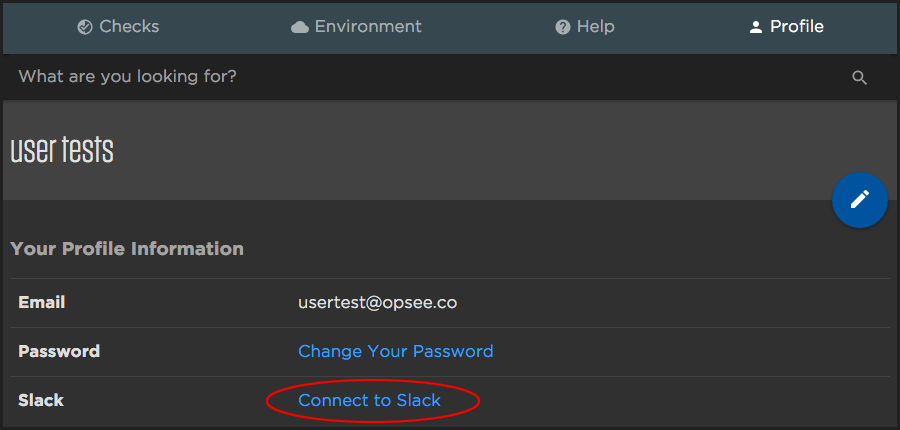 Checks Environment Help Profile
What are you looking for?
user tests
Your Profile Information
Email usertest@opsee.co
Password Change Your Password
Slack Connect to Slack